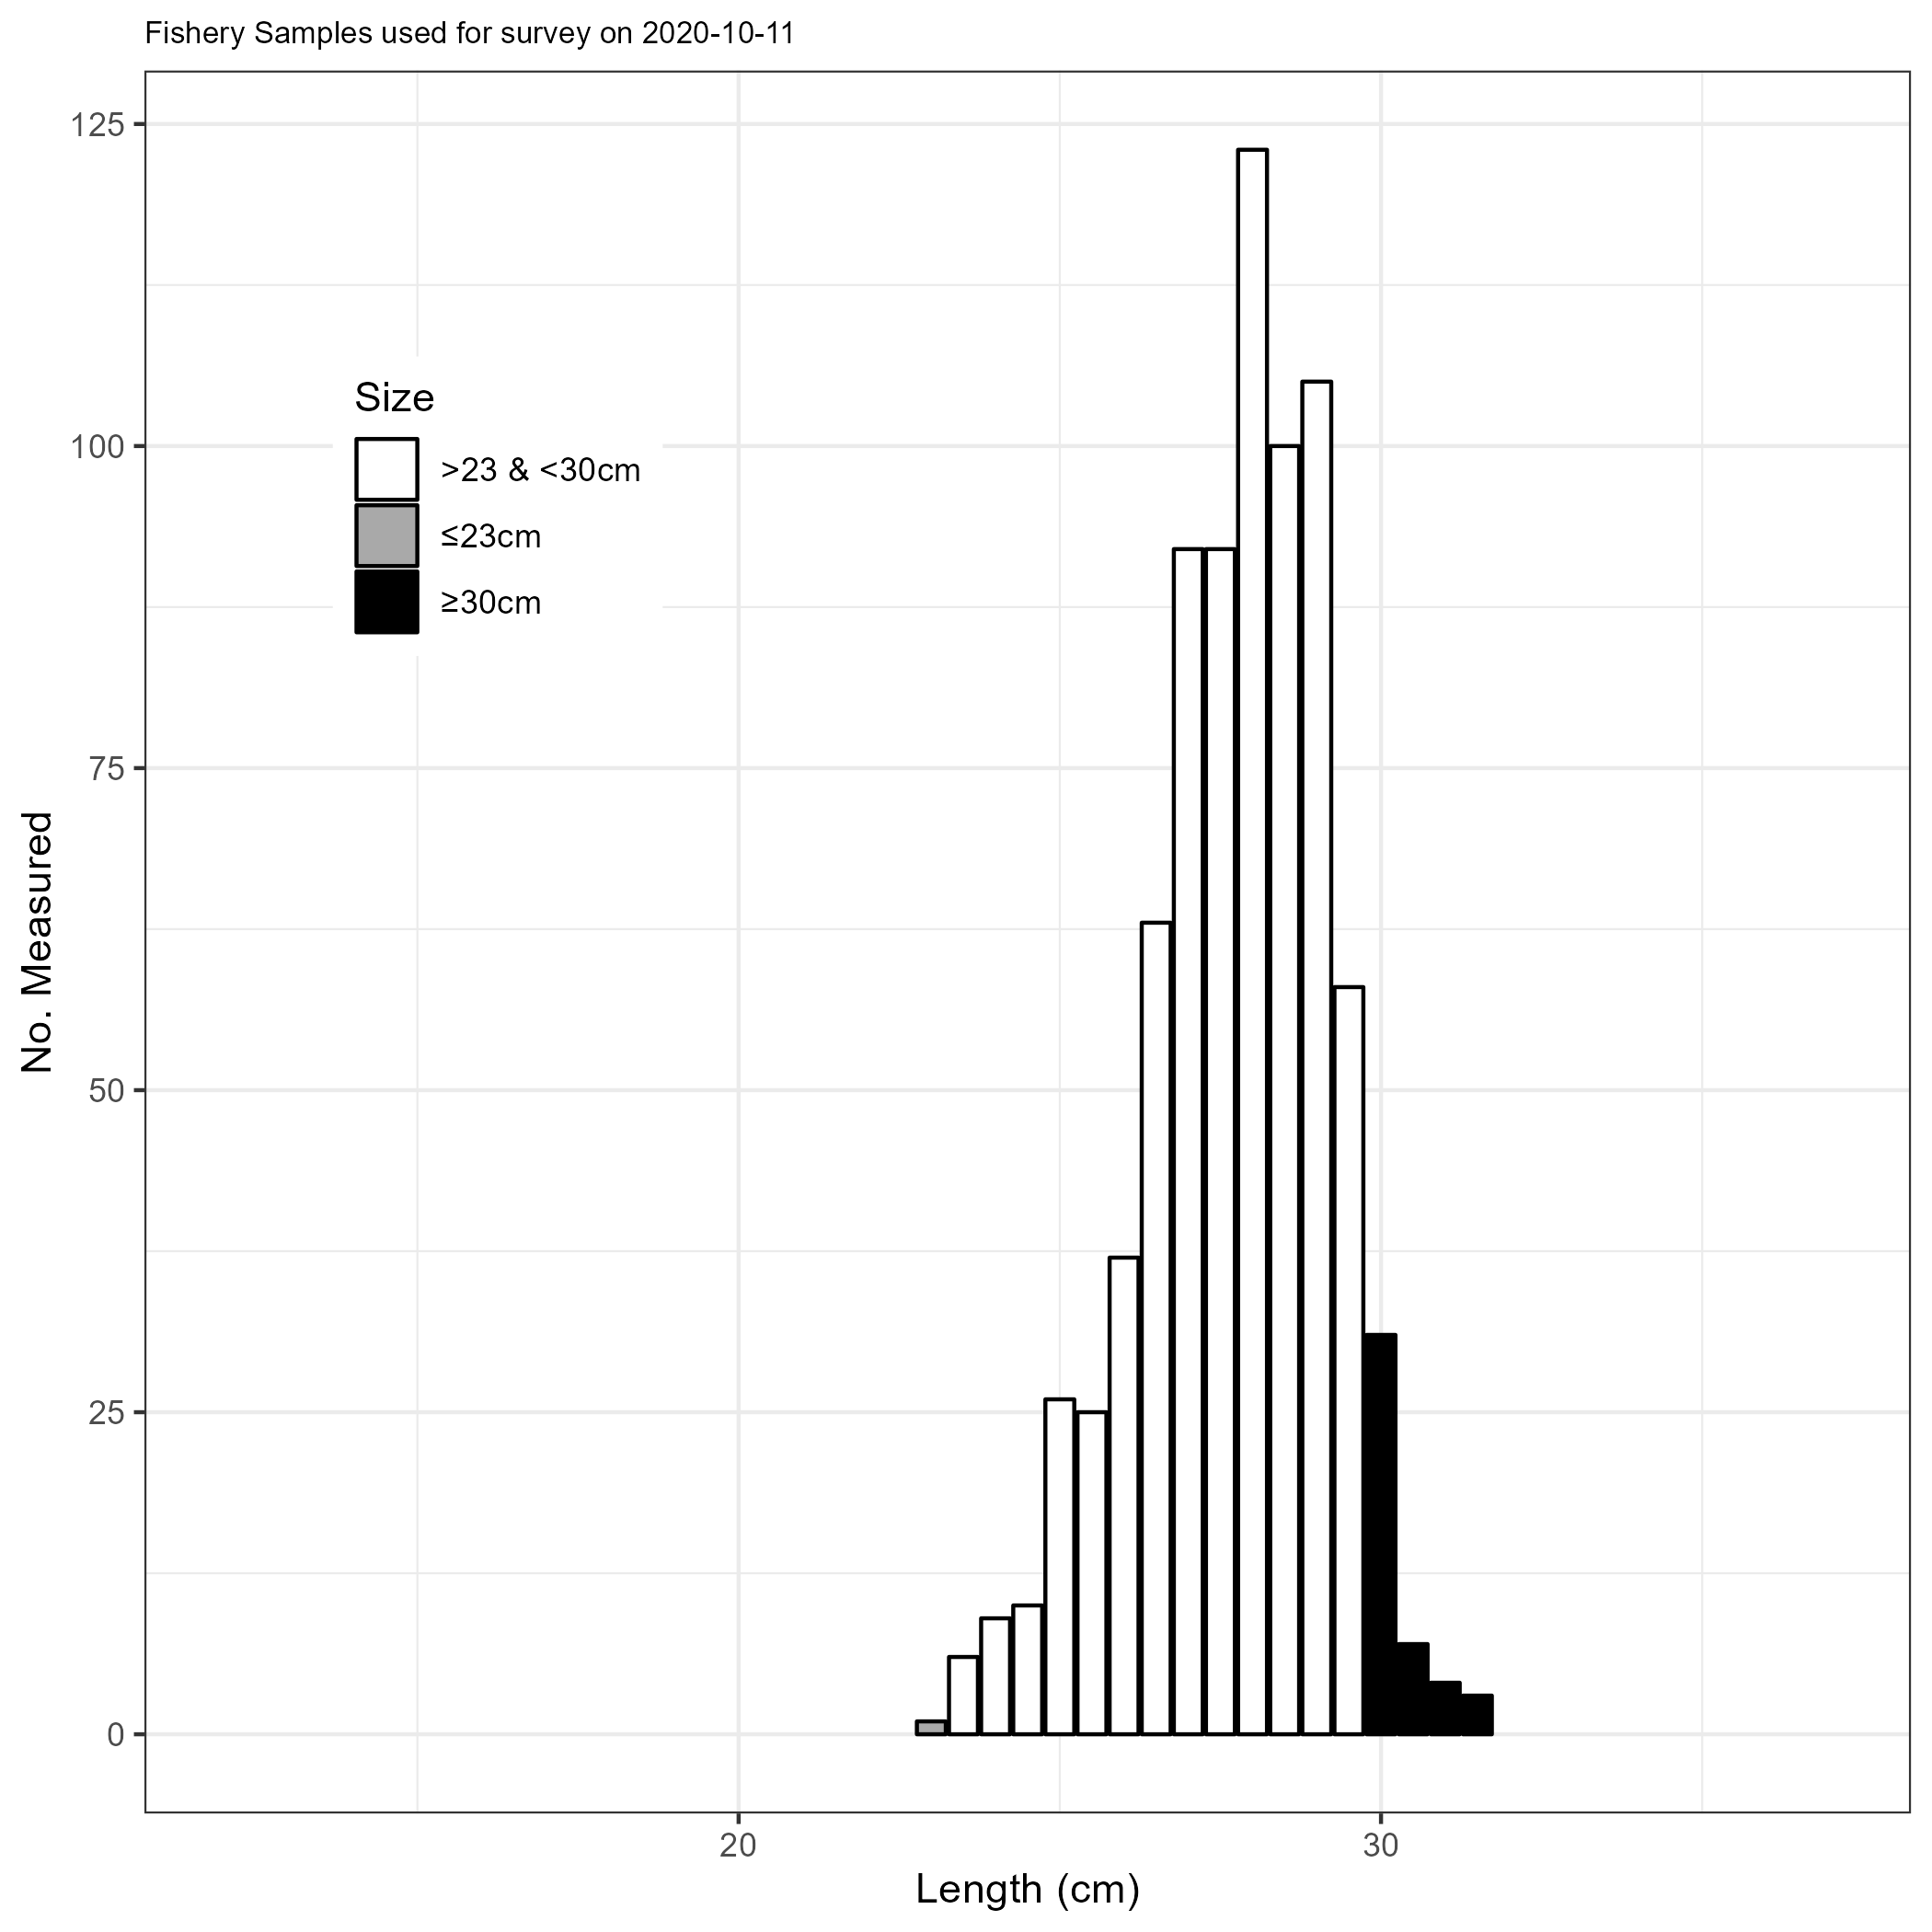 Fishery Samples used for survey on 2020-10-11
125
100
75
50
25
0
No. Measured
Size
>23 & <30cm
≤23cm
≥30cm
20
30
Length (cm)